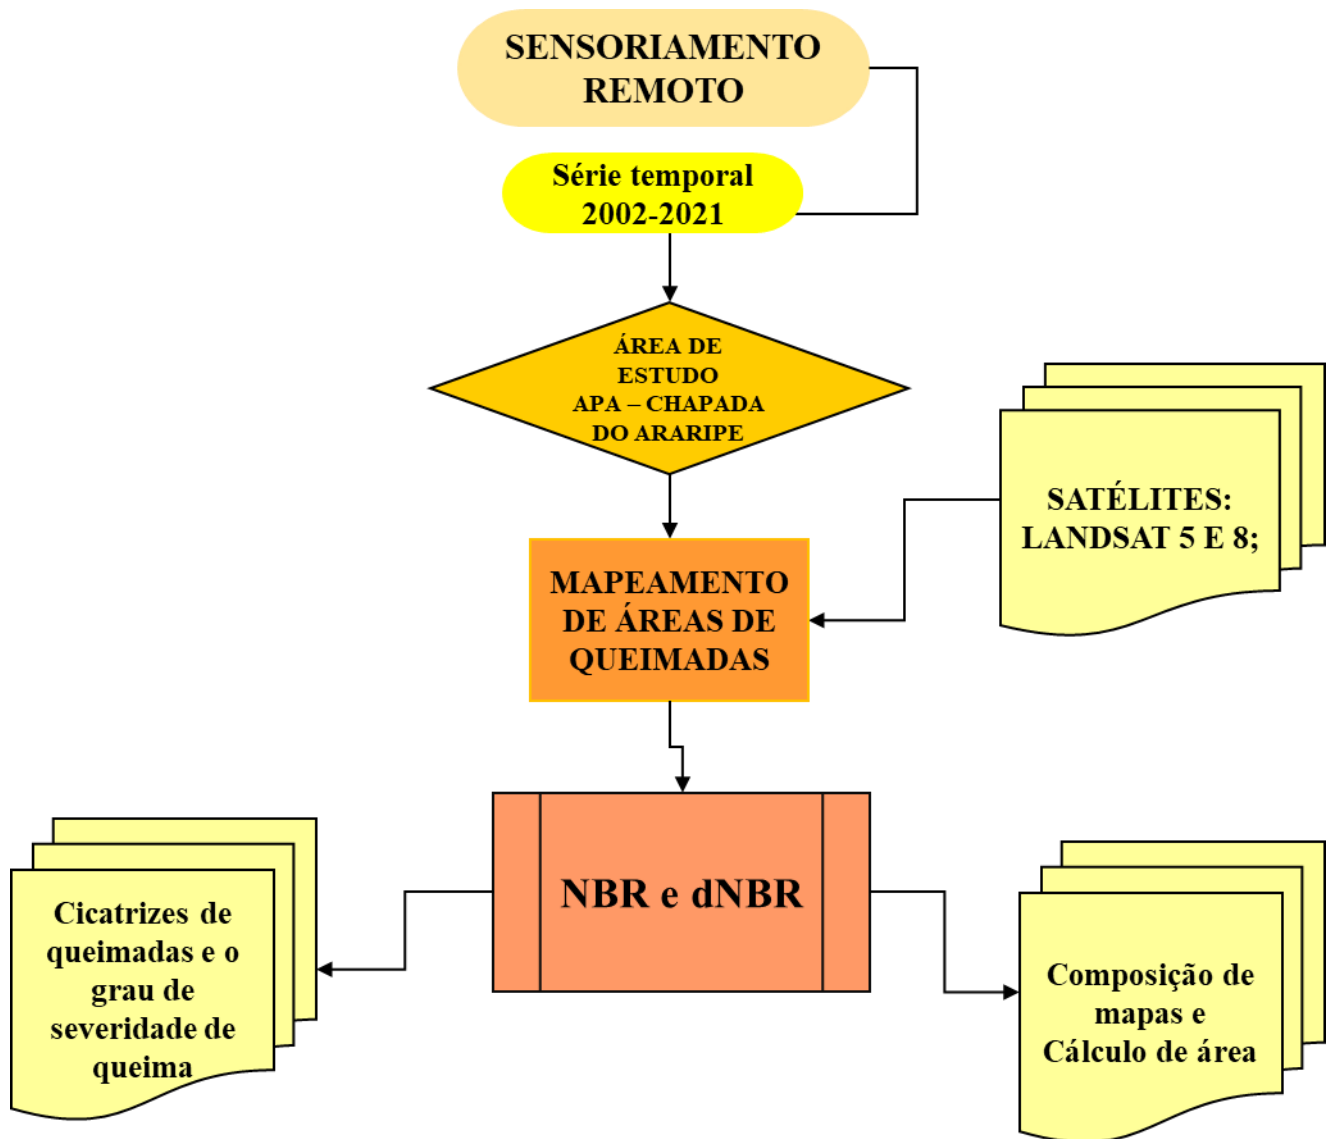 SENSORIAMENTO
REMOTO
Série temporal
2002-2021
ÁREA DE
ESTUDO
APA – CHAPADA
DO ARARIPE
SATÉLITES:
LANDSAT 5 E 8;
MAPEAMENTO
DE ÁREAS DE
QUEIMADAS
NBR e dNBR
Cicatrizes de
queimadas e o
grau de
severidade de
queima
Composição de
mapas e
Cálculo de área